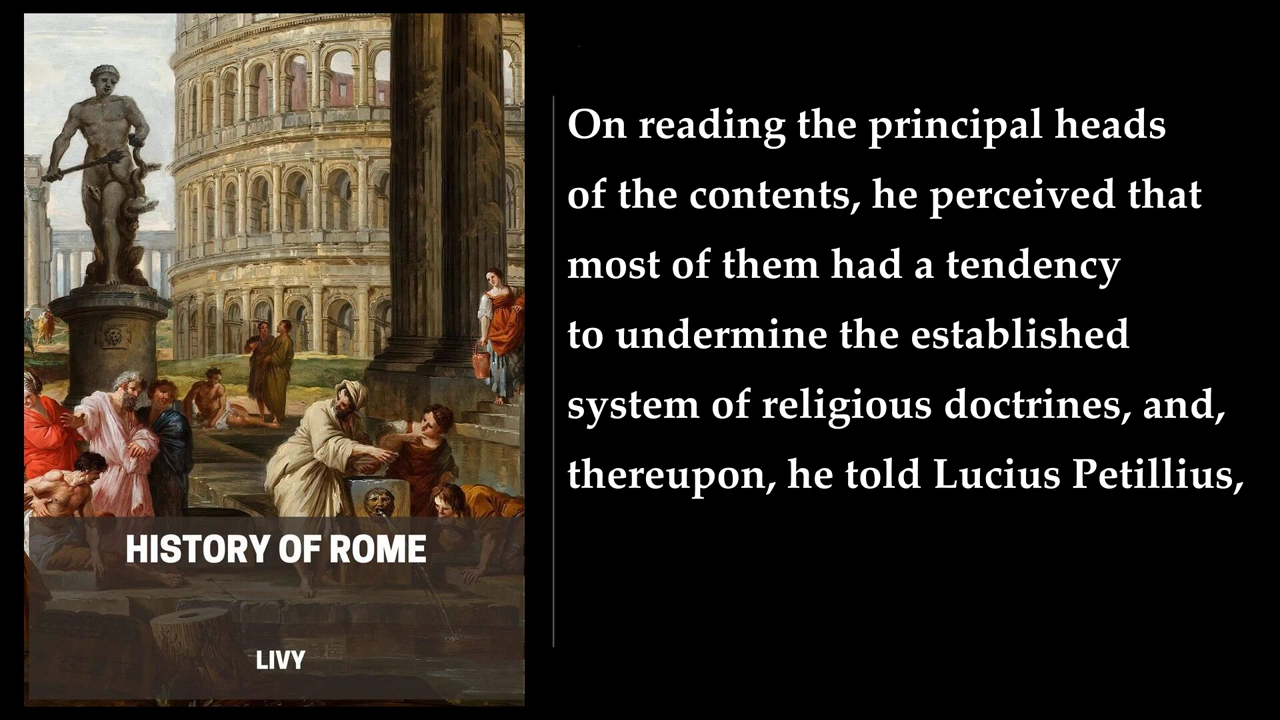 On reading the principal heads
of the contents, he perceived that
most of them had a tendency
to undermine the established
system of religious doctrines, and,
thereupon, he told Lucius Petillius,
HISTORY OF ROME
LIVY